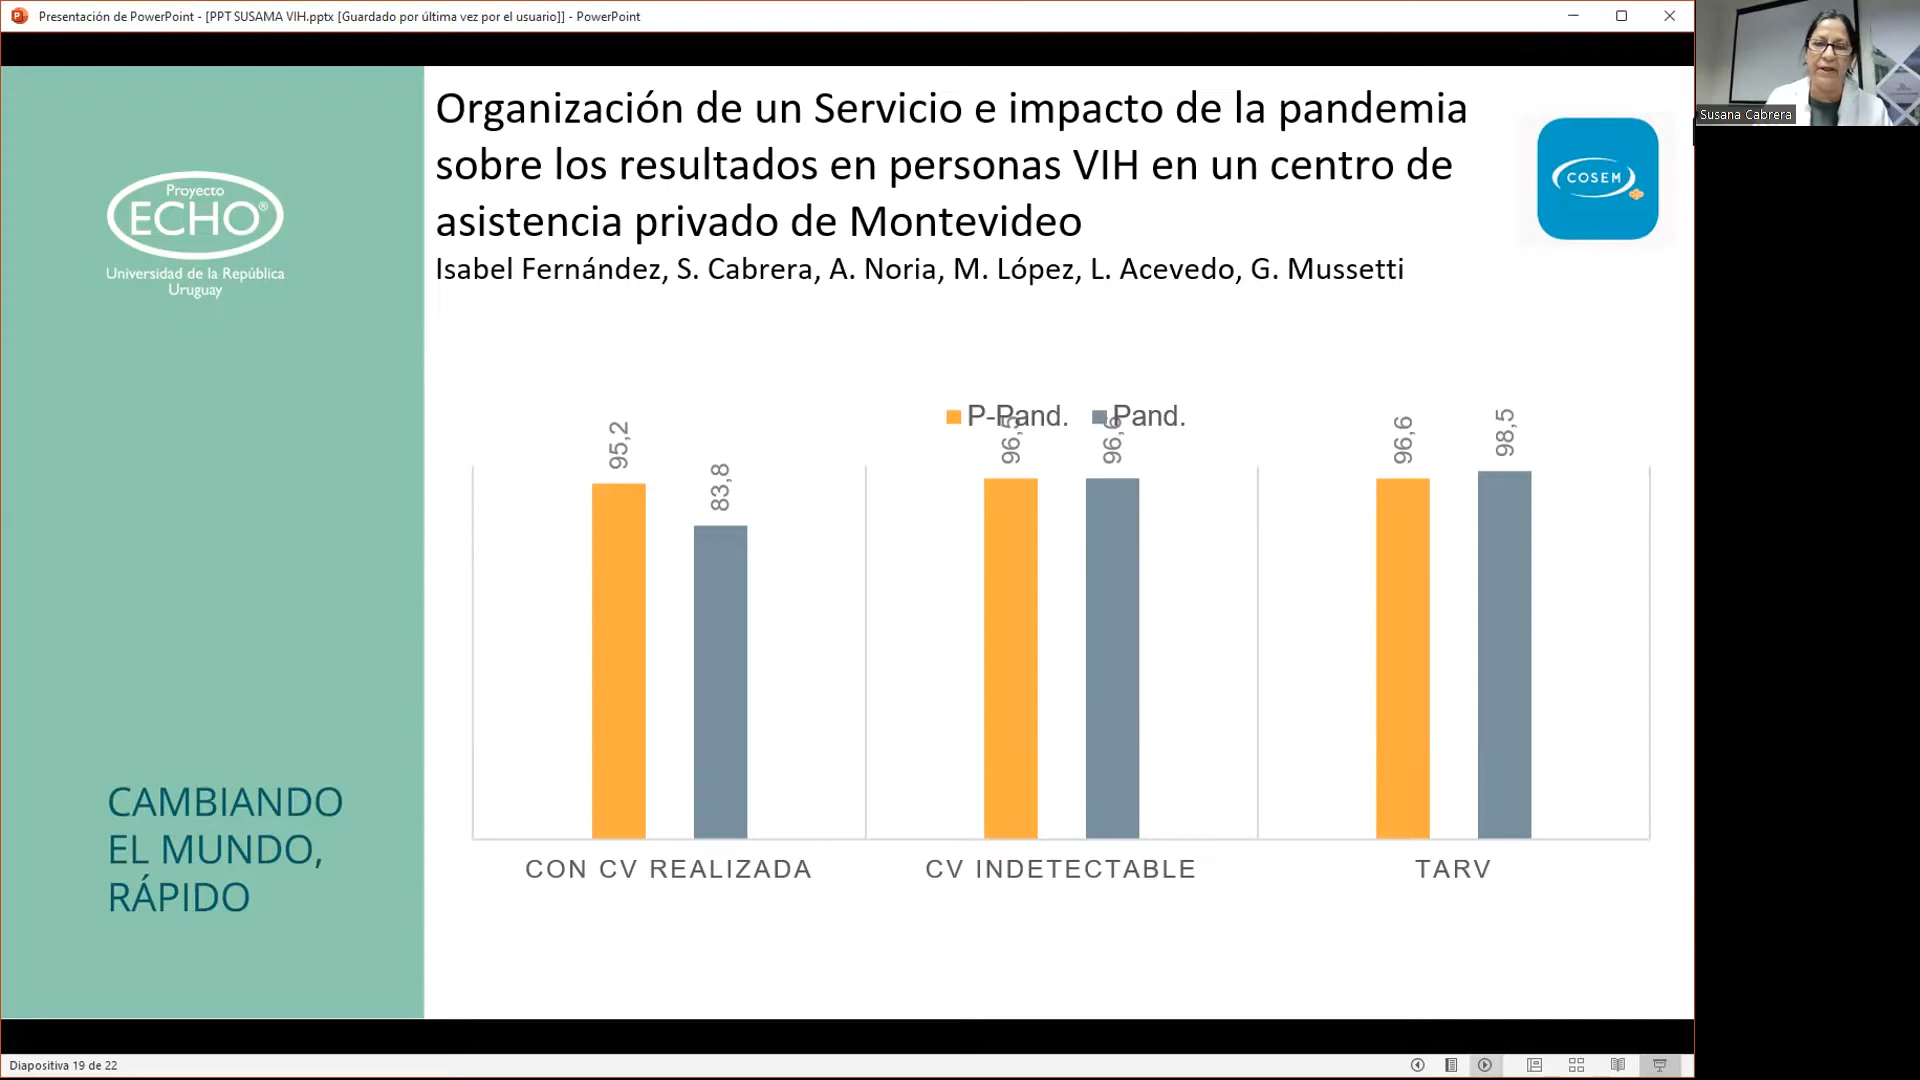 Presentación de PowerPoint - [PPT SUSAMA VIH.pptx [Guardado por última vez por el usuario]] - PowerPoint
Susana Cabrera
Organización de un Servicio e impacto de la pandemia
sobre los resultados en personas VIH en un centro de
asistencia privado de Montevideo
Isabel Fernández, S. Cabrera, A. Noria, M. López, L. Acevedo, G. Mussetti
COSEM
Proyecto
ECHO®
Universidad de la República
Uruguay
CAMBIANDO
EL MUNDO,
RÁPIDO
P-Pand. Pand.
95,2
83,8
96,5
96,6
96,6
98,5
CON CV REALIZADA
CV INDETECTABLE
TARV
Diapositiva 19 de 22